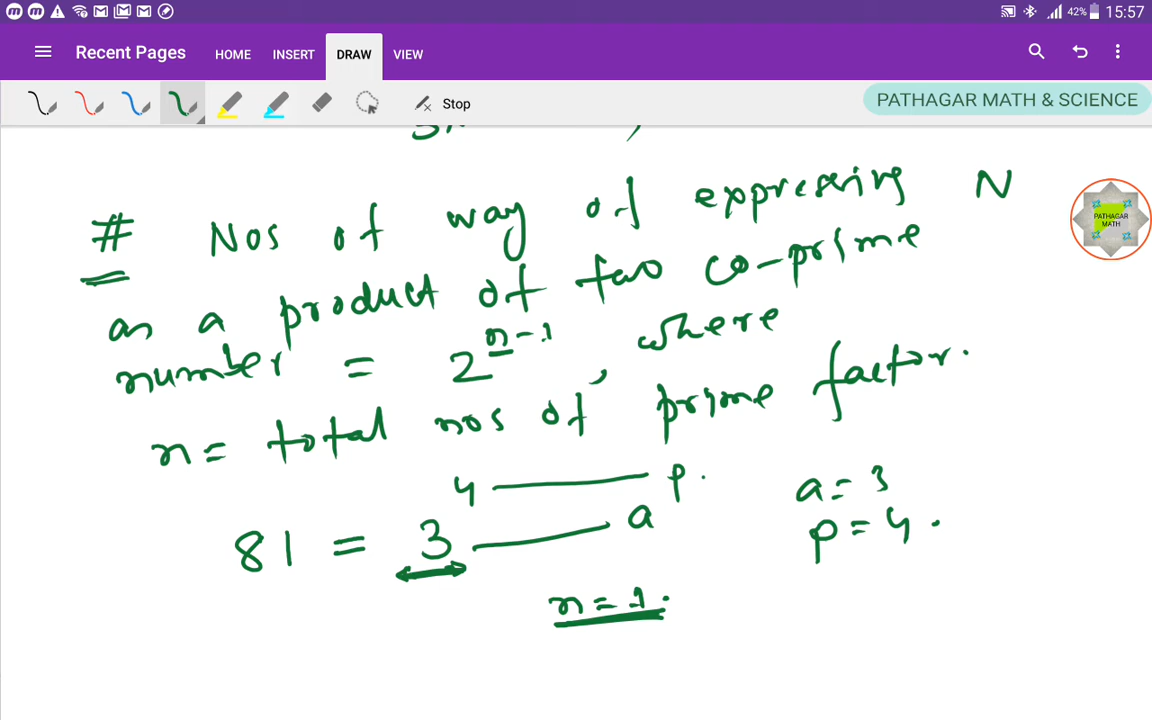 15:57
42%
Recent Pages HOME INSERT DRAW VIEW
Stop
PATHAGAR MATH & SCIENCE
PATHAGAR MATH
# Nos of way of expressing N
as a product of two co-prime
number = 2^{n-1}, where
n = total nos of prime factor.
4 — p.
81 = 3 — a
a = 3
p = 4.
n = 1.